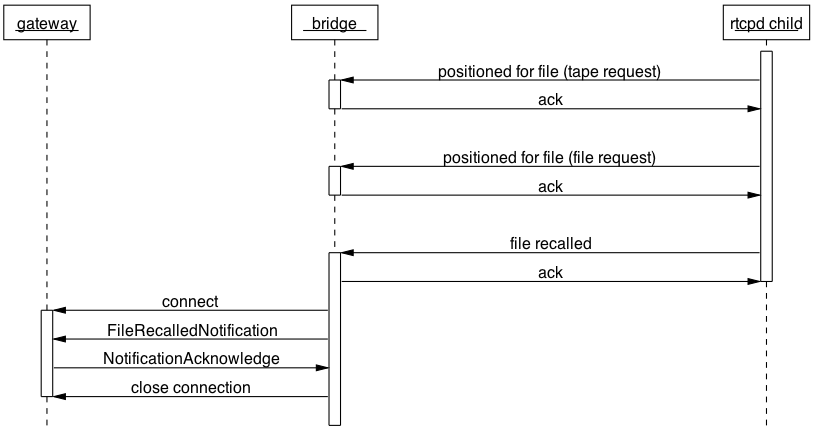 gateway
bridge
rtcpd child
positioned for file (tape request)
ack
positioned for file (file request)
ack
file recalled
ack
connect
FileRecalledNotification
NotificationAcknowledge
close connection